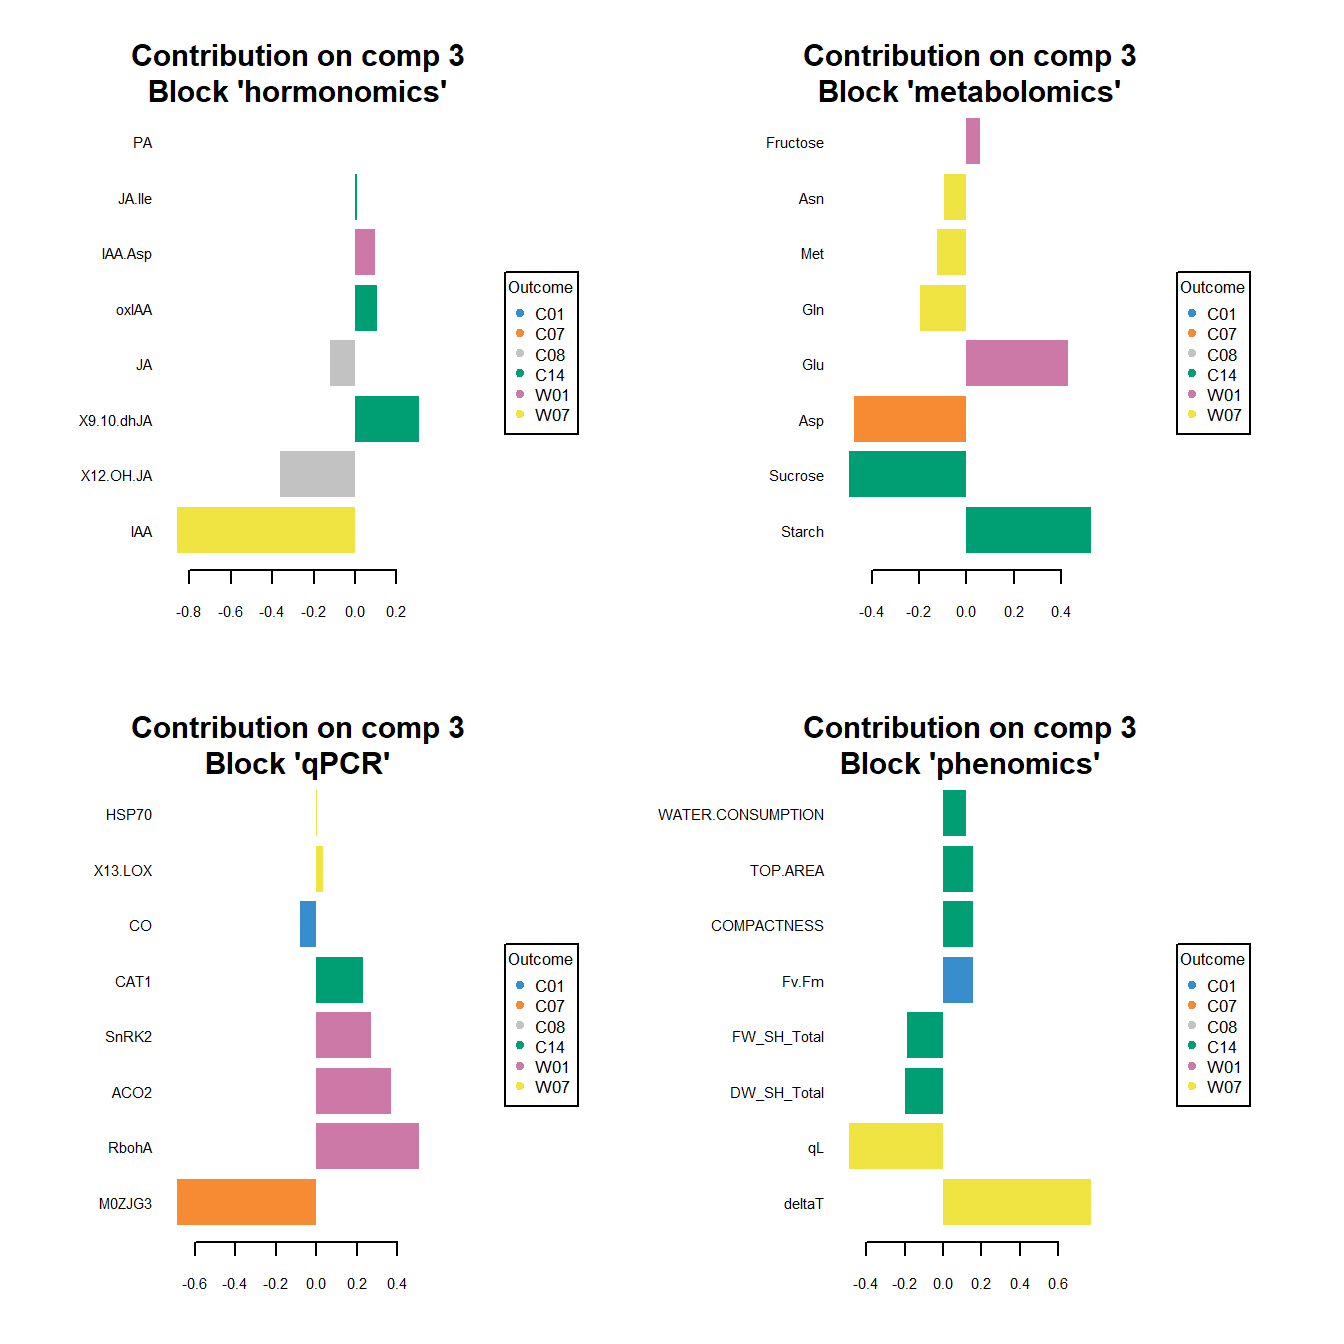 Contribution on comp 3
Block 'hormonomics'
PA
JA.Ile
IAA.Asp
oxIAA
JA
X9.10.dhJA
X12.OH.JA
IAA
-0.8 -0.6 -0.4 -0.2 0.0 0.2
Outcome
C01
C07
C08
C14
W01
W07
Contribution on comp 3
Block 'metabolomics'
Fructose
Asn
Met
Gln
Glu
Asp
Sucrose
Starch
-0.4 -0.2 0.0 0.2 0.4
Outcome
C01
C07
C08
C14
W01
W07
Contribution on comp 3
Block 'qPCR'
HSP70
X13.LOX
CO
CAT1
SnRK2
ACO2
RbohA
M0ZJG3
-0.6 -0.4 -0.2 0.0 0.2 0.4
Outcome
C01
C07
C08
C14
W01
W07
Contribution on comp 3
Block 'phenomics'
WATER.CONSUMPTION
TOP.AREA
COMPACTNESS
Fv.Fm
FW_SH_Total
DW_SH_Total
qL
deltaT
-0.4 -0.2 0.0 0.2 0.4 0.6
Outcome
C01
C07
C08
C14
W01
W07